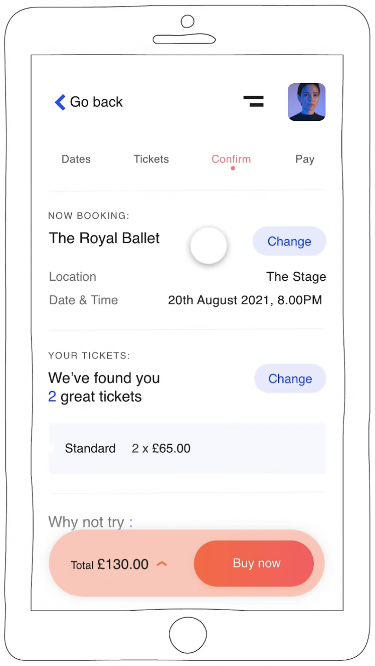 Go back
Dates Tickets Confirm Pay
NOW BOOKING:
The Royal Ballet Change
Location The Stage
Date & Time 20th August 2021, 8.00PM
YOUR TICKETS:
We've found you
2 great tickets Change
Standard 2 x £65.00
Why not try :
Total £130.00 Buy now